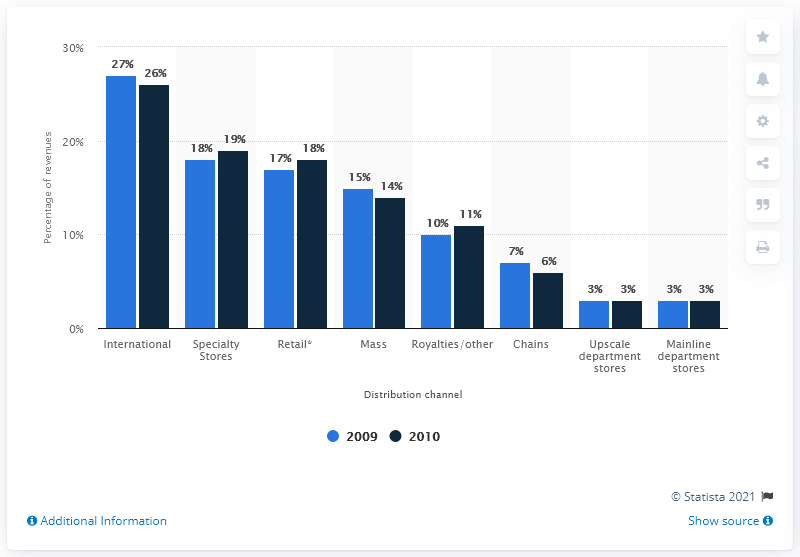 30%
20%
10%
0%
Percentage of revenues
27%
26%
18%
19%
17%
18%
15%
14%
10%
11%
7%
6%
3%
3%
3%
3%
International
Specialty
Stores
Retail*
Mass
Royalties/other
Chains
Upscale
department
stores
Mainline
department
stores
Distribution channel
2009
2010
© Statista 2021
Additional Information
Show source